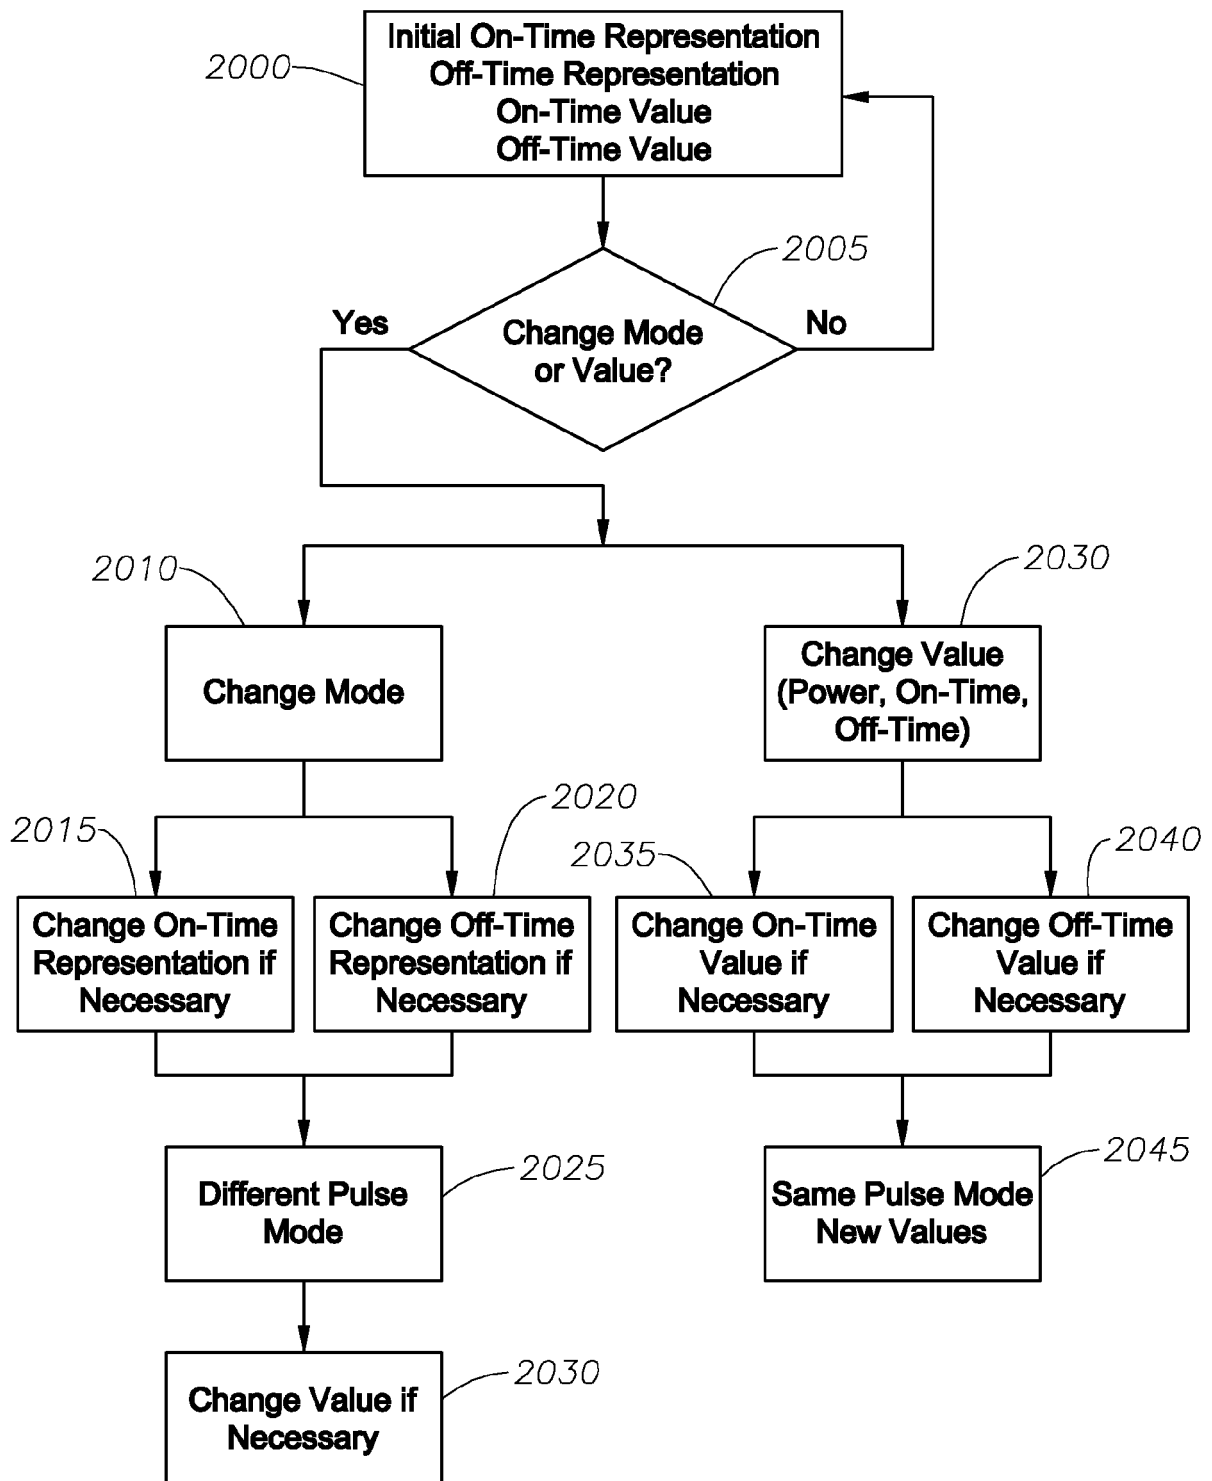 Initial On-Time Representation
Off-Time Representation
On-Time Value
Off-Time Value
2000
2005
Yes
Change Mode
or Value?
No
2010
Change Mode
2030
Change Value
(Power, On-Time,
Off-Time)
2015
Change On-Time
Representation if
Necessary
2020
Change Off-Time
Representation if
Necessary
2035
Change On-Time
Value if
Necessary
2040
Change Off-Time
Value if
Necessary
Different Pulse
Mode
2025
Same Pulse Mode
New Values
2045
Change Value if
Necessary
2030